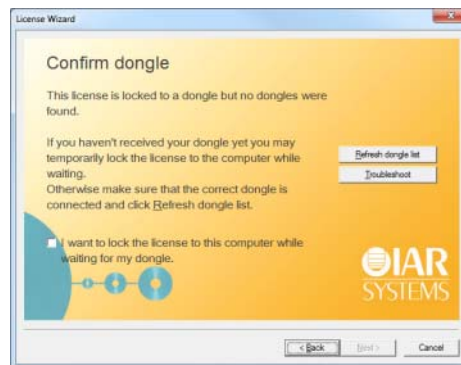 License Wizard
Confirm dongle
This license is locked to a dongle but no dongles were
found.
If you haven't received your dongle yet you may
temporarily lock the license to the computer while
waiting.
Otherwise make sure that the correct dongle is
connected and click Refresh dongle list.
Refresh dongle list
Troubleshoot
I want to lock the license to this computer while
waiting for my dongle.
IAR
SYSTEMS
< Back
Next >
Cancel